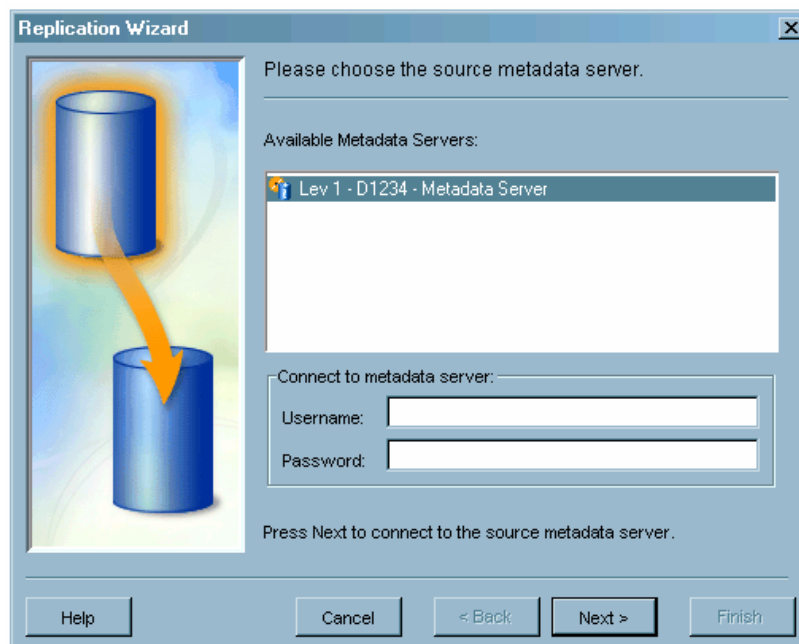 Replication Wizard
Please choose the source metadata server.
Available Metadata Servers:
Lev 1 - D1234 - Metadata Server
Connect to metadata server:
Username:
Password:
Press Next to connect to the source metadata server.
Help
Cancel
< Back
Next >
Finish